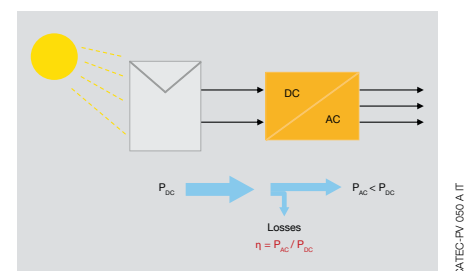 DC
AC
P_DC
P_AC < P_DC
Losses
η = P_AC / P_DC
CATEC-PV 050 A IT